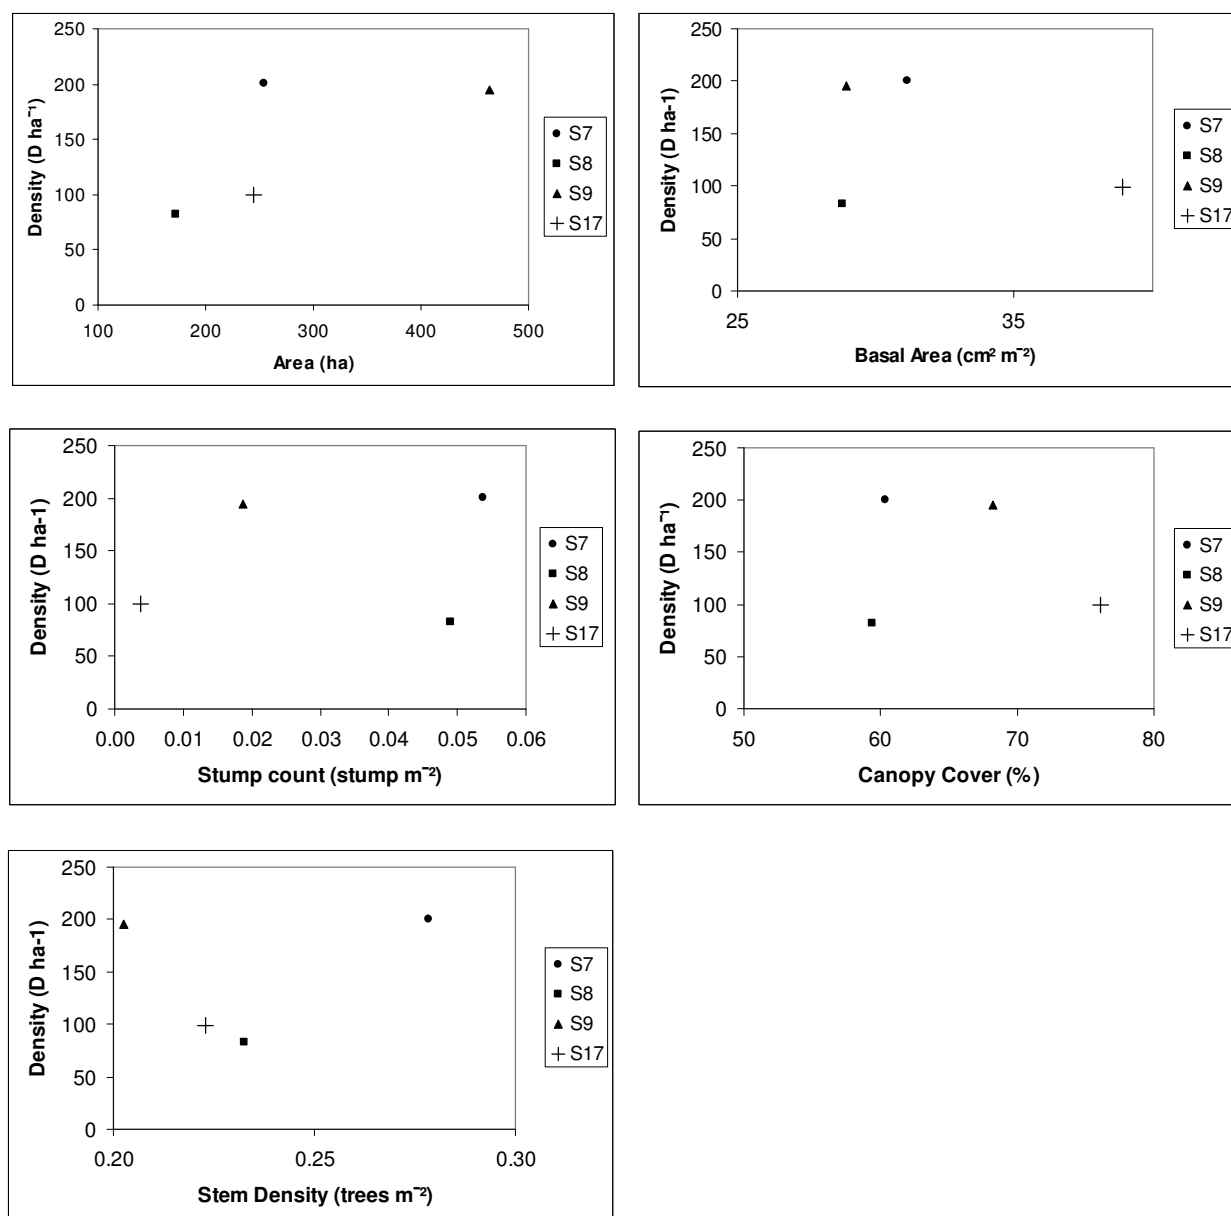 250
200
150
100
50
0
Density (D ha⁻¹)
100 200 300 400 500
Area (ha)
S7
S8
S9
S17
250
200
150
100
50
0
Density (D ha-1)
25 35
Basal Area (cm² m⁻²)
S7
S8
S9
S17
250
200
150
100
50
0
Density (D ha-1)
0.00 0.01 0.02 0.03 0.04 0.05 0.06
Stump count (stump m⁻²)
S7
S8
S9
S17
250
200
150
100
50
0
Density (D ha⁻¹)
50 60 70 80
Canopy Cover (%)
S7
S8
S9
S17
250
200
150
100
50
0
Density (D ha-1)
0.20 0.25 0.30
Stem Density (trees m⁻²)
S7
S8
S9
S17